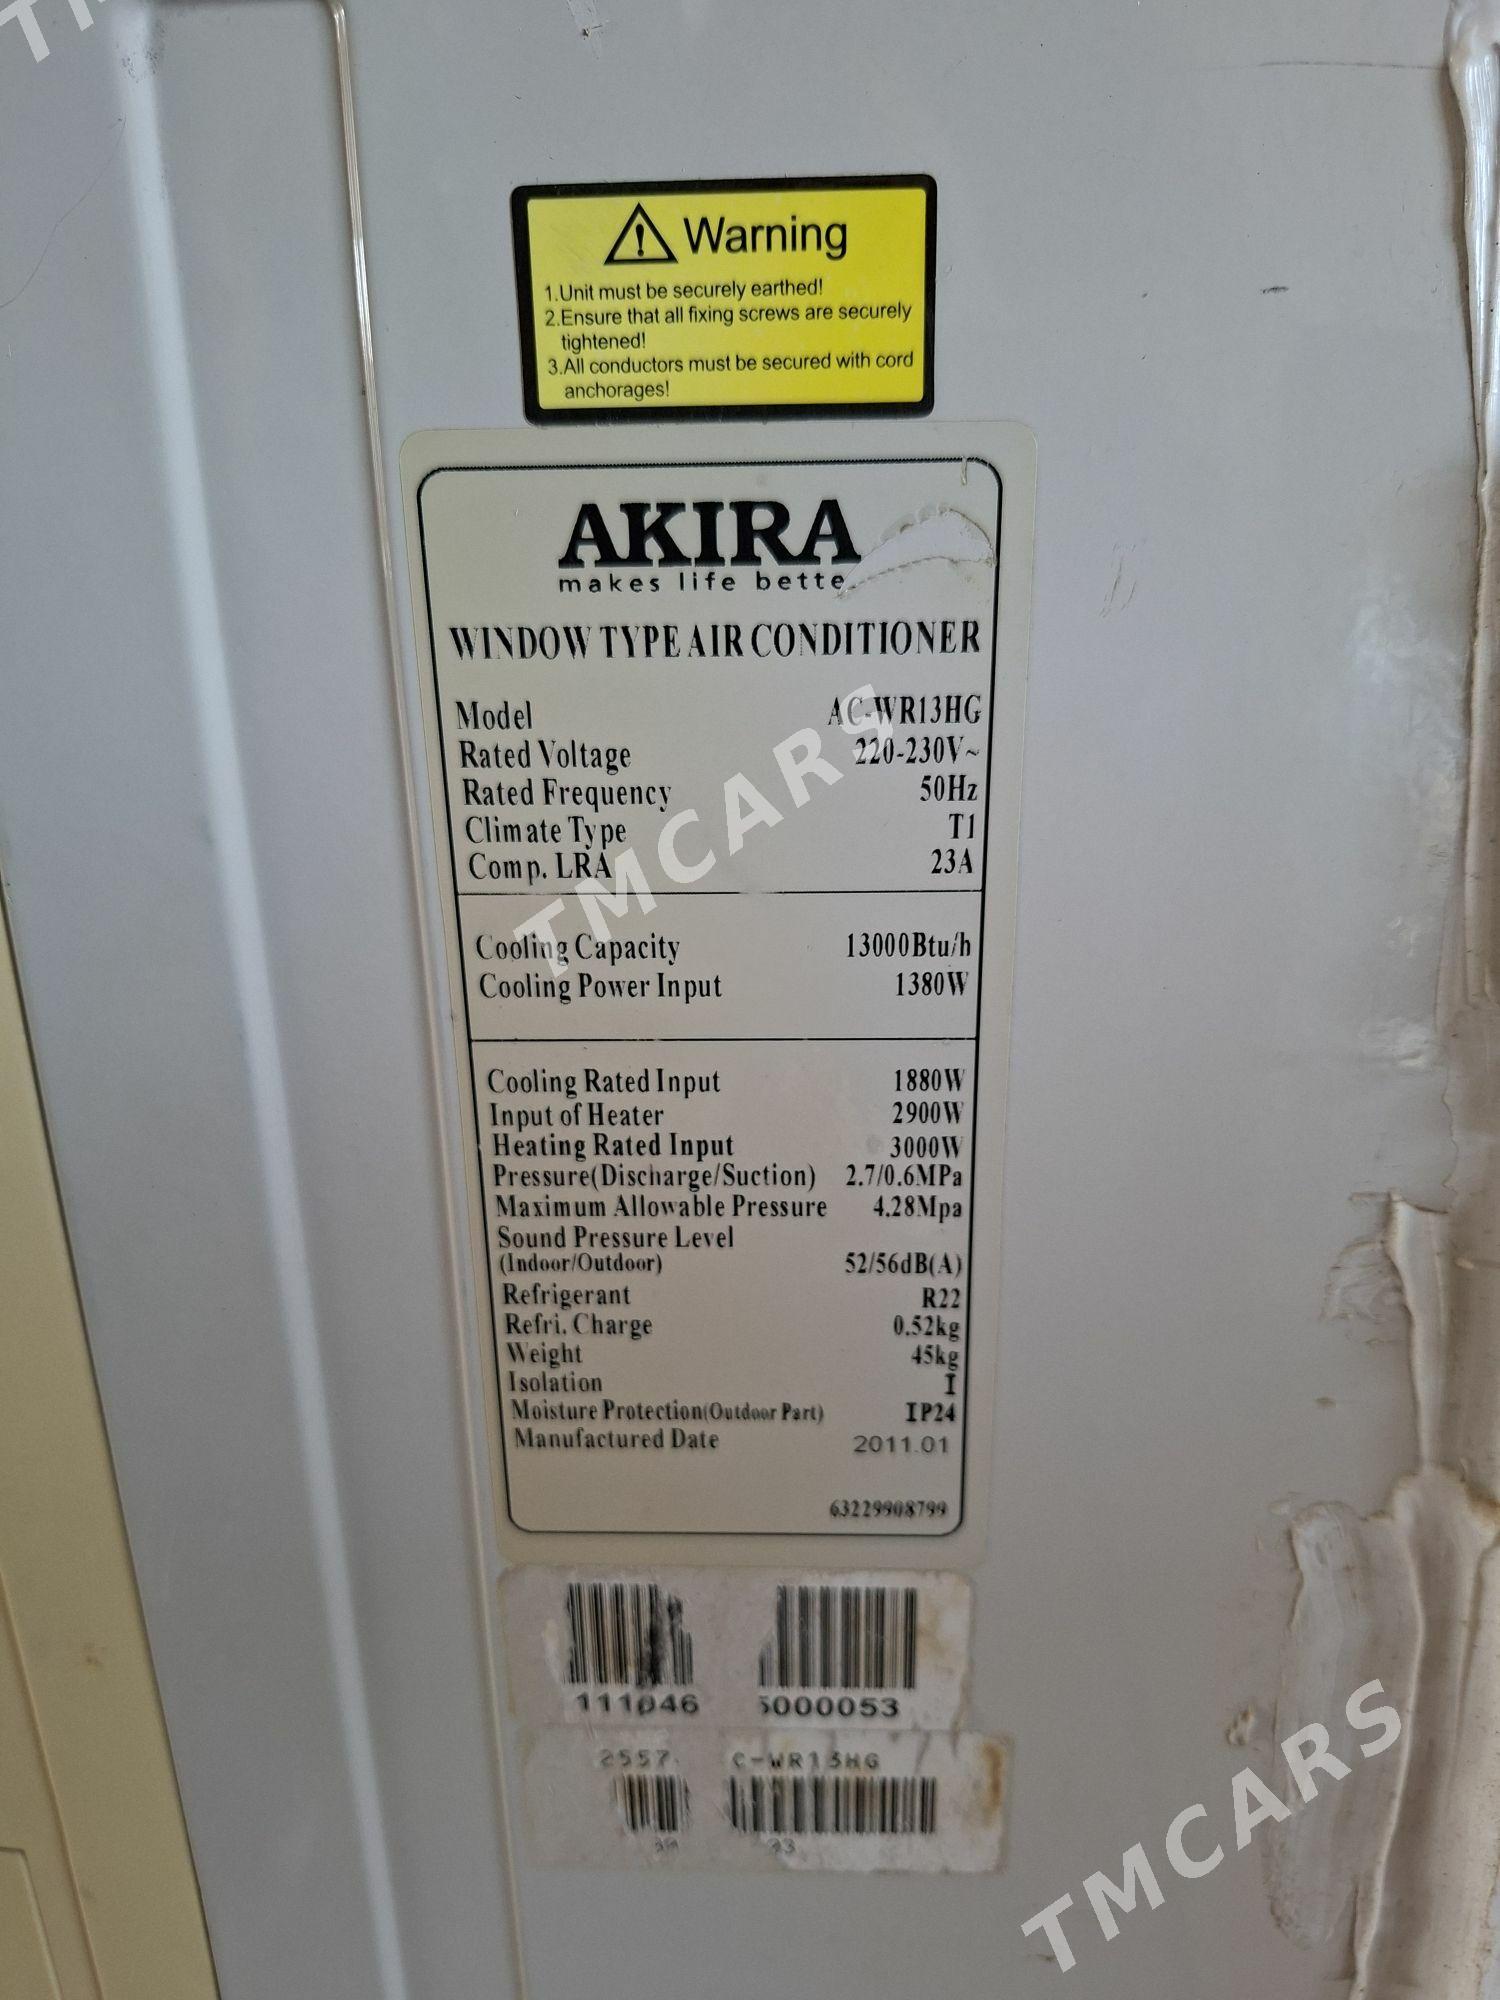 Warning
1.Unit must be securely earthed!
2.Ensure that all fixing screws are securely
tightened!
3.All conductors must be secured with cord
anchorages!
AKIRA
makes life bette
WINDOW TYPE AIR CONDITIONER
Model AC-WR13HG
Rated Voltage 220-230V~
Rated Frequency 50Hz
Climate Type T1
Comp. LRA 23A
Cooling Capacity 13000Btu/h
Cooling Power Input 1380W
Cooling Rated Input 1880W
Input of Heater 2900W
Heating Rated Input 3000W
Pressure(Discharge/Suction) 2.7/0.6MPa
Maximum Allowable Pressure 4.28Mpa
Sound Pressure Level
(Indoor/Outdoor) 52/56dB(A)
Refrigerant R22
Refri. Charge 0.52kg
Weight 45kg
Isolation I
Moisture Protection(Outdoor Part) IP24
Manufactured Date 2011.01
63229908799
111046 5000053
2557 C-WR13HG
TMCARS
TMCARS